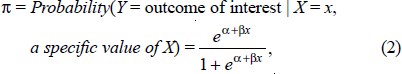 π = Probability(Y = outcome of interest | X = x,
a specific value of X) = e^{α+βx} / (1 + e^{α+βx}), (2)